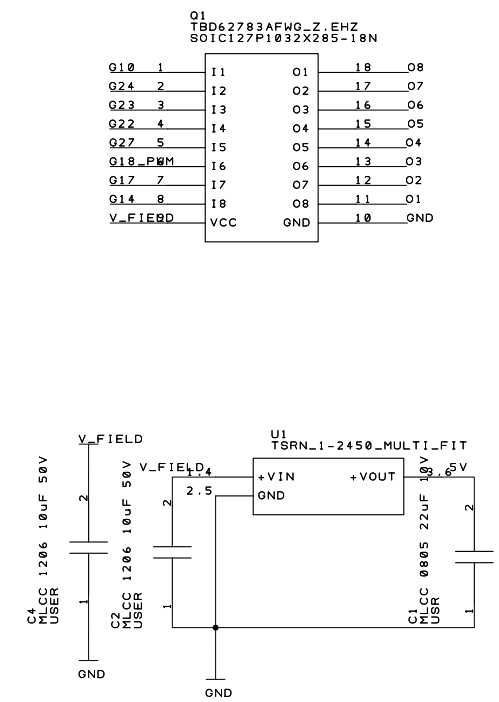 Q1
TBD62783AFWG_Z,EHZ
SOIC127P1032X285-18N
G10 1 I1 O1 18 O8
G24 2 I2 O2 17 O7
G23 3 I3 O3 16 O6
G22 4 I4 O4 15 O5
G27 5 I5 O5 14 O4
G18_PWM 6 I6 O6 13 O3
G17 7 I7 O7 12 O2
G14 8 I8 O8 11 O1
V_FIELD 9 VCC GND 10 GND
U1
TSRN_1-2450_MULTI_FIT
V_FIELD
V_FIELD 1,4 +VIN +VOUT 3,6 5V
2,5 GND
2
1
C4
MLCC 1206 10uF 50V
USER
2
1
C2
MLCC 1206 10uF 50V
USER
2
1
C1
MLCC 0805 22uF 10V
USR
GND
GND